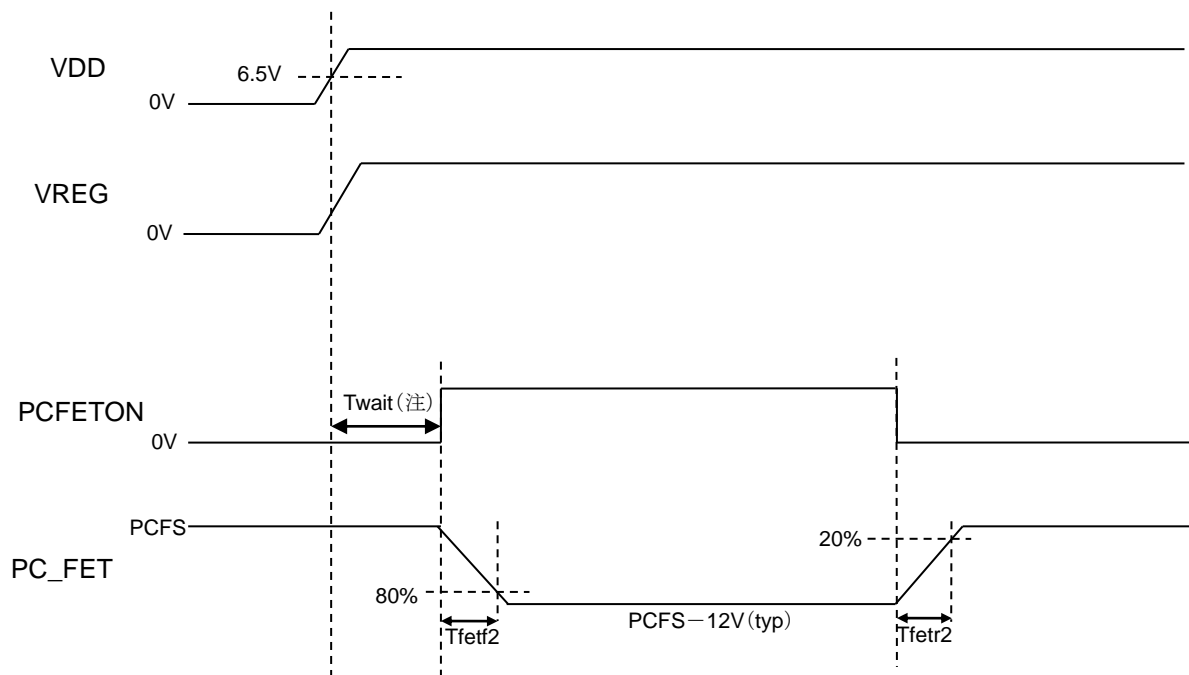 VDD
6.5V
0V
VREG
0V
PCFETON
Twait(注)
0V
PCFS
PC_FET
20%
80%
PCFS－12V(typ)
Tfetf2
Tfetr2